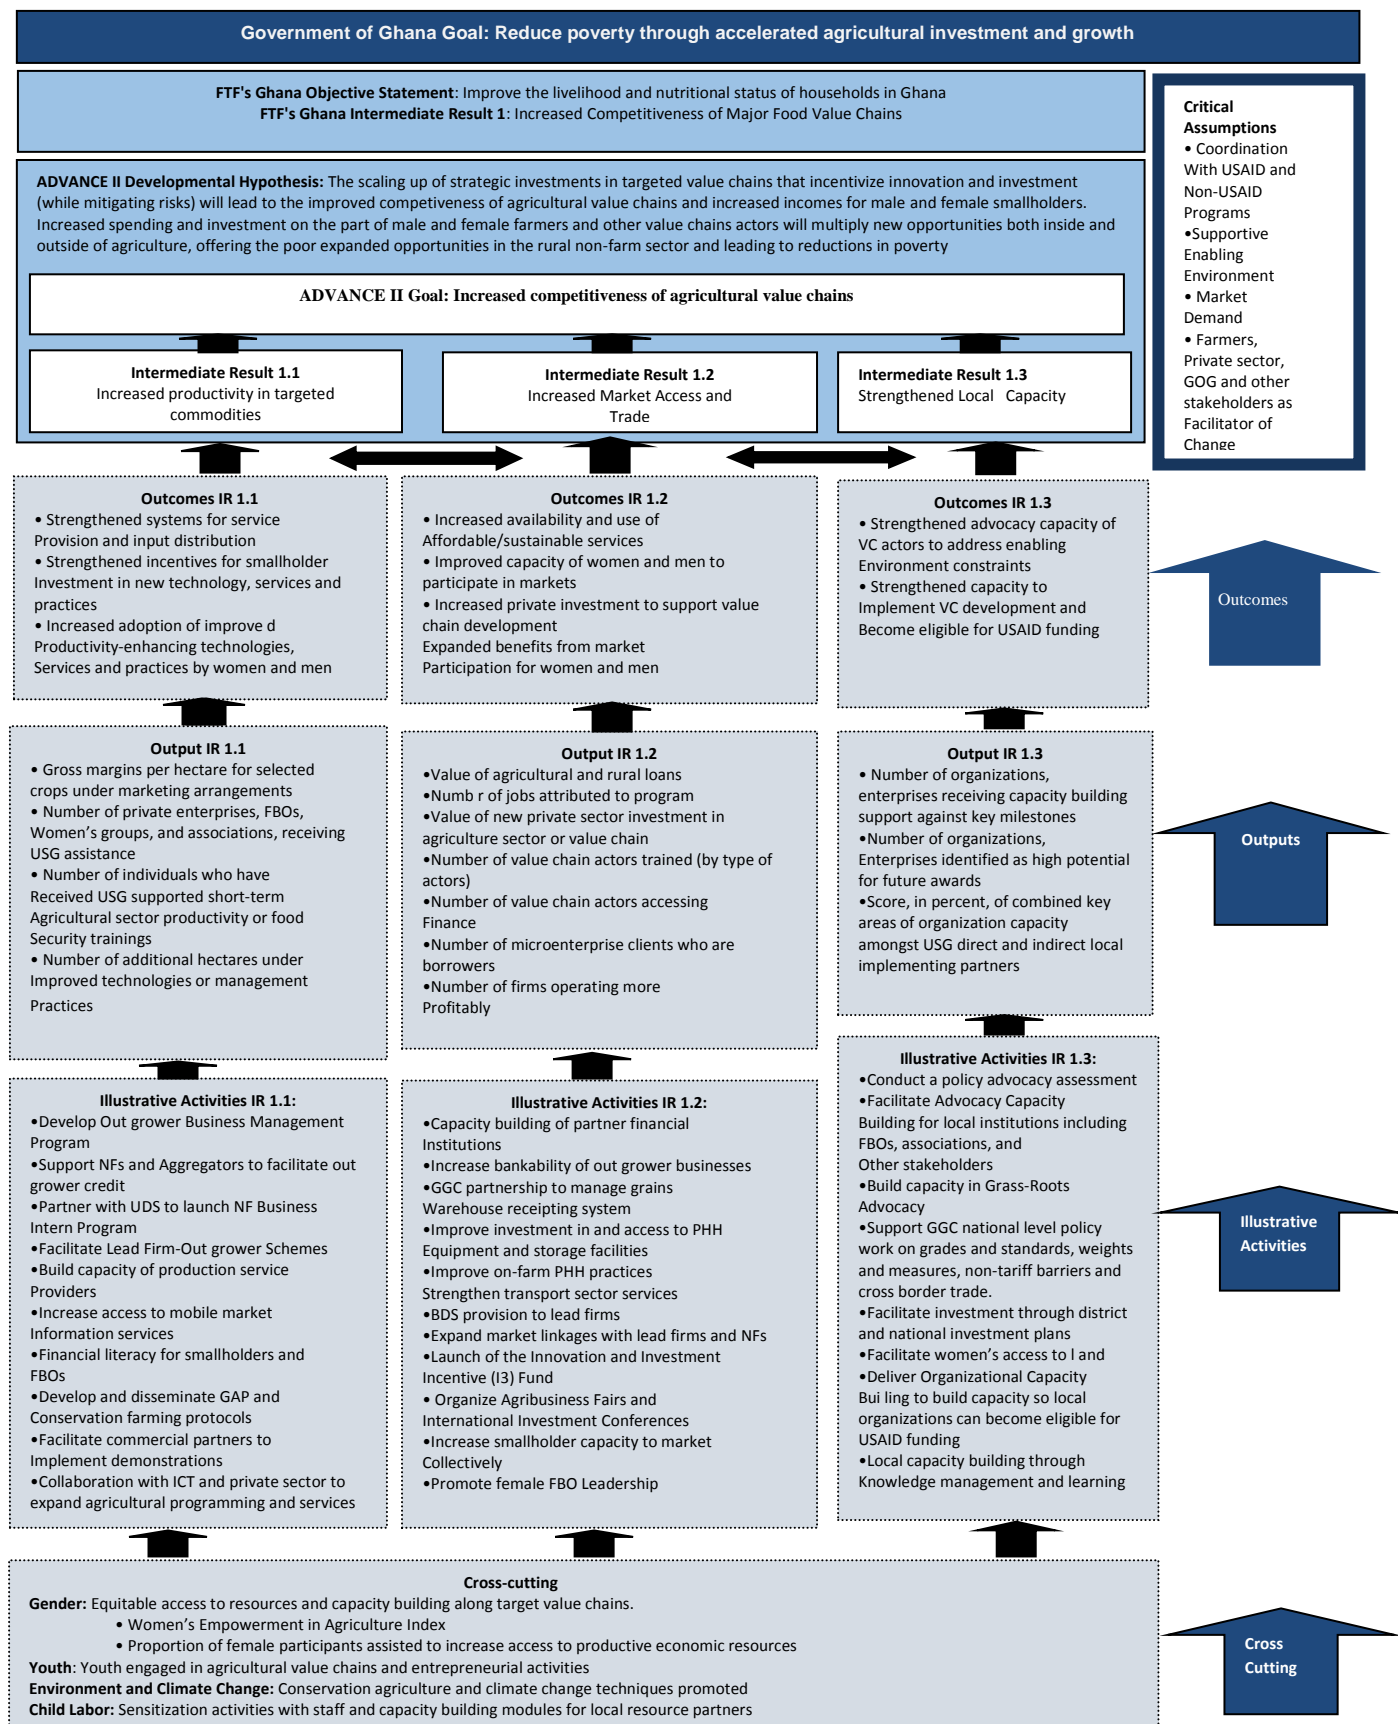 Government of Ghana Goal: Reduce poverty through accelerated agricultural investment and growth
FTF's Ghana Objective Statement: Improve the livelihood and nutritional status of households in Ghana
FTF's Ghana Intermediate Result 1: Increased Competitiveness of Major Food Value Chains
Critical
Assumptions
• Coordination
With USAID and
Non-USAID
Programs
•Supportive
Enabling
Environment
• Market
Demand
• Farmers,
Private sector,
GOG and other
stakeholders as
Facilitator of
Change
ADVANCE II Developmental Hypothesis: The scaling up of strategic investments in targeted value chains that incentivize innovation and investment
(while mitigating risks) will lead to the improved competiveness of agricultural value chains and increased incomes for male and female smallholders.
Increased spending and investment on the part of male and female farmers and other value chains actors will multiply new opportunities both inside and
outside of agriculture, offering the poor expanded opportunities in the rural non-farm sector and leading to reductions in poverty
ADVANCE II Goal: Increased competitiveness of agricultural value chains
Intermediate Result 1.1
Increased productivity in targeted
commodities
Intermediate Result 1.2
Increased Market Access and
Trade
Intermediate Result 1.3
Strengthened Local Capacity
Outcomes IR 1.1
• Strengthened systems for service
Provision and input distribution
• Strengthened incentives for smallholder
Investment in new technology, services and
practices
• Increased adoption of improve d
Productivity-enhancing technologies,
Services and practices by women and men
Outcomes IR 1.2
• Increased availability and use of
Affordable/sustainable services
• Improved capacity of women and men to
participate in markets
• Increased private investment to support value
chain development
Expanded benefits from market
Participation for women and men
Outcomes IR 1.3
• Strengthened advocacy capacity of
VC actors to address enabling
Environment constraints
• Strengthened capacity to
Implement VC development and
Become eligible for USAID funding
Outcomes
Output IR 1.1
• Gross margins per hectare for selected
crops under marketing arrangements
• Number of private enterprises, FBOs,
Women's groups, and associations, receiving
USG assistance
• Number of individuals who have
Received USG supported short-term
Agricultural sector productivity or food
Security trainings
• Number of additional hectares under
Improved technologies or management
Practices
Output IR 1.2
•Value of agricultural and rural loans
•Numb r of jobs attributed to program
•Value of new private sector investment in
agriculture sector or value chain
•Number of value chain actors trained (by type of
actors)
•Number of value chain actors accessing
Finance
•Number of microenterprise clients who are
borrowers
•Number of firms operating more
Profitably
Output IR 1.3
• Number of organizations,
enterprises receiving capacity building
support against key milestones
•Number of organizations,
Enterprises identified as high potential
for future awards
•Score, in percent, of combined key
areas of organization capacity
amongst USG direct and indirect local
implementing partners
Outputs
Illustrative Activities IR 1.1:
•Develop Out grower Business Management
Program
•Support NFs and Aggregators to facilitate out
grower credit
•Partner with UDS to launch NF Business
Intern Program
•Facilitate Lead Firm-Out grower Schemes
•Build capacity of production service
Providers
•Increase access to mobile market
Information services
•Financial literacy for smallholders and
FBOs
•Develop and disseminate GAP and
Conservation farming protocols
•Facilitate commercial partners to
Implement demonstrations
•Collaboration with ICT and private sector to
expand agricultural programming and services
Illustrative Activities IR 1.2:
•Capacity building of partner financial
Institutions
•Increase bankability of out grower businesses
•GGC partnership to manage grains
Warehouse receipting system
•Improve investment in and access to PHH
Equipment and storage facilities
•Improve on-farm PHH practices
Strengthen transport sector services
•BDS provision to lead firms
•Expand market linkages with lead firms and NFs
•Launch of the Innovation and Investment
Incentive (I3) Fund
• Organize Agribusiness Fairs and
International Investment Conferences
•Increase smallholder capacity to market
Collectively
•Promote female FBO Leadership
Illustrative Activities IR 1.3:
•Conduct a policy advocacy assessment
•Facilitate Advocacy Capacity
Building for local institutions including
FBOs, associations, and
Other stakeholders
•Build capacity in Grass-Roots
Advocacy
•Support GGC national level policy
work on grades and standards, weights
and measures, non-tariff barriers and
cross border trade.
•Facilitate investment through district
and national investment plans
•Facilitate women's access to l and
•Deliver Organizational Capacity
Bui ling to build capacity so local
organizations can become eligible for
USAID funding
•Local capacity building through
Knowledge management and learning
Illustrative
Activities
Cross-cutting
Gender: Equitable access to resources and capacity building along target value chains.
• Women's Empowerment in Agriculture Index
• Proportion of female participants assisted to increase access to productive economic resources
Youth: Youth engaged in agricultural value chains and entrepreneurial activities
Environment and Climate Change: Conservation agriculture and climate change techniques promoted
Child Labor: Sensitization activities with staff and capacity building modules for local resource partners
Cross
Cutting